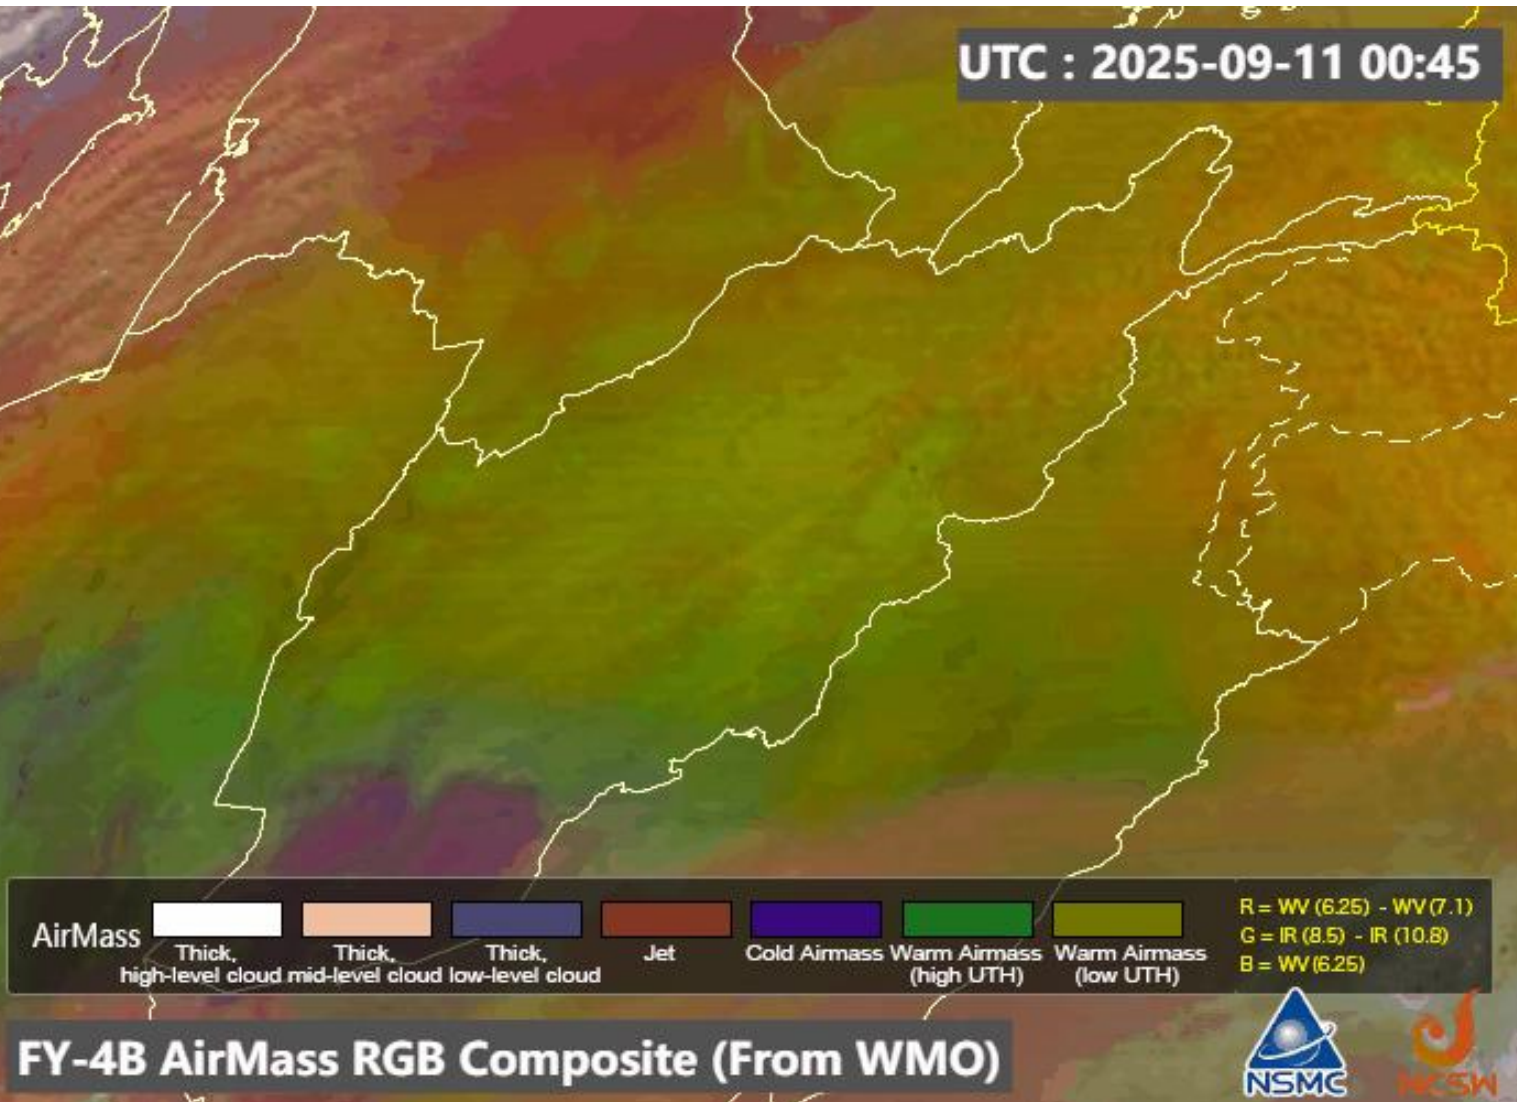 UTC : 2025-09-11 00:45
AirMass
Thick,
high-level cloud
Thick,
mid-level cloud
Thick,
low-level cloud
Jet
Cold Airmass
Warm Airmass
(high UTH)
Warm Airmass
(low UTH)
R = WV (6.25) - WV (7.1)
G = IR (8.5) - IR (10.8)
B = WV (6.25)
FY-4B AirMass RGB Composite (From WMO)
NSMC
NCSW